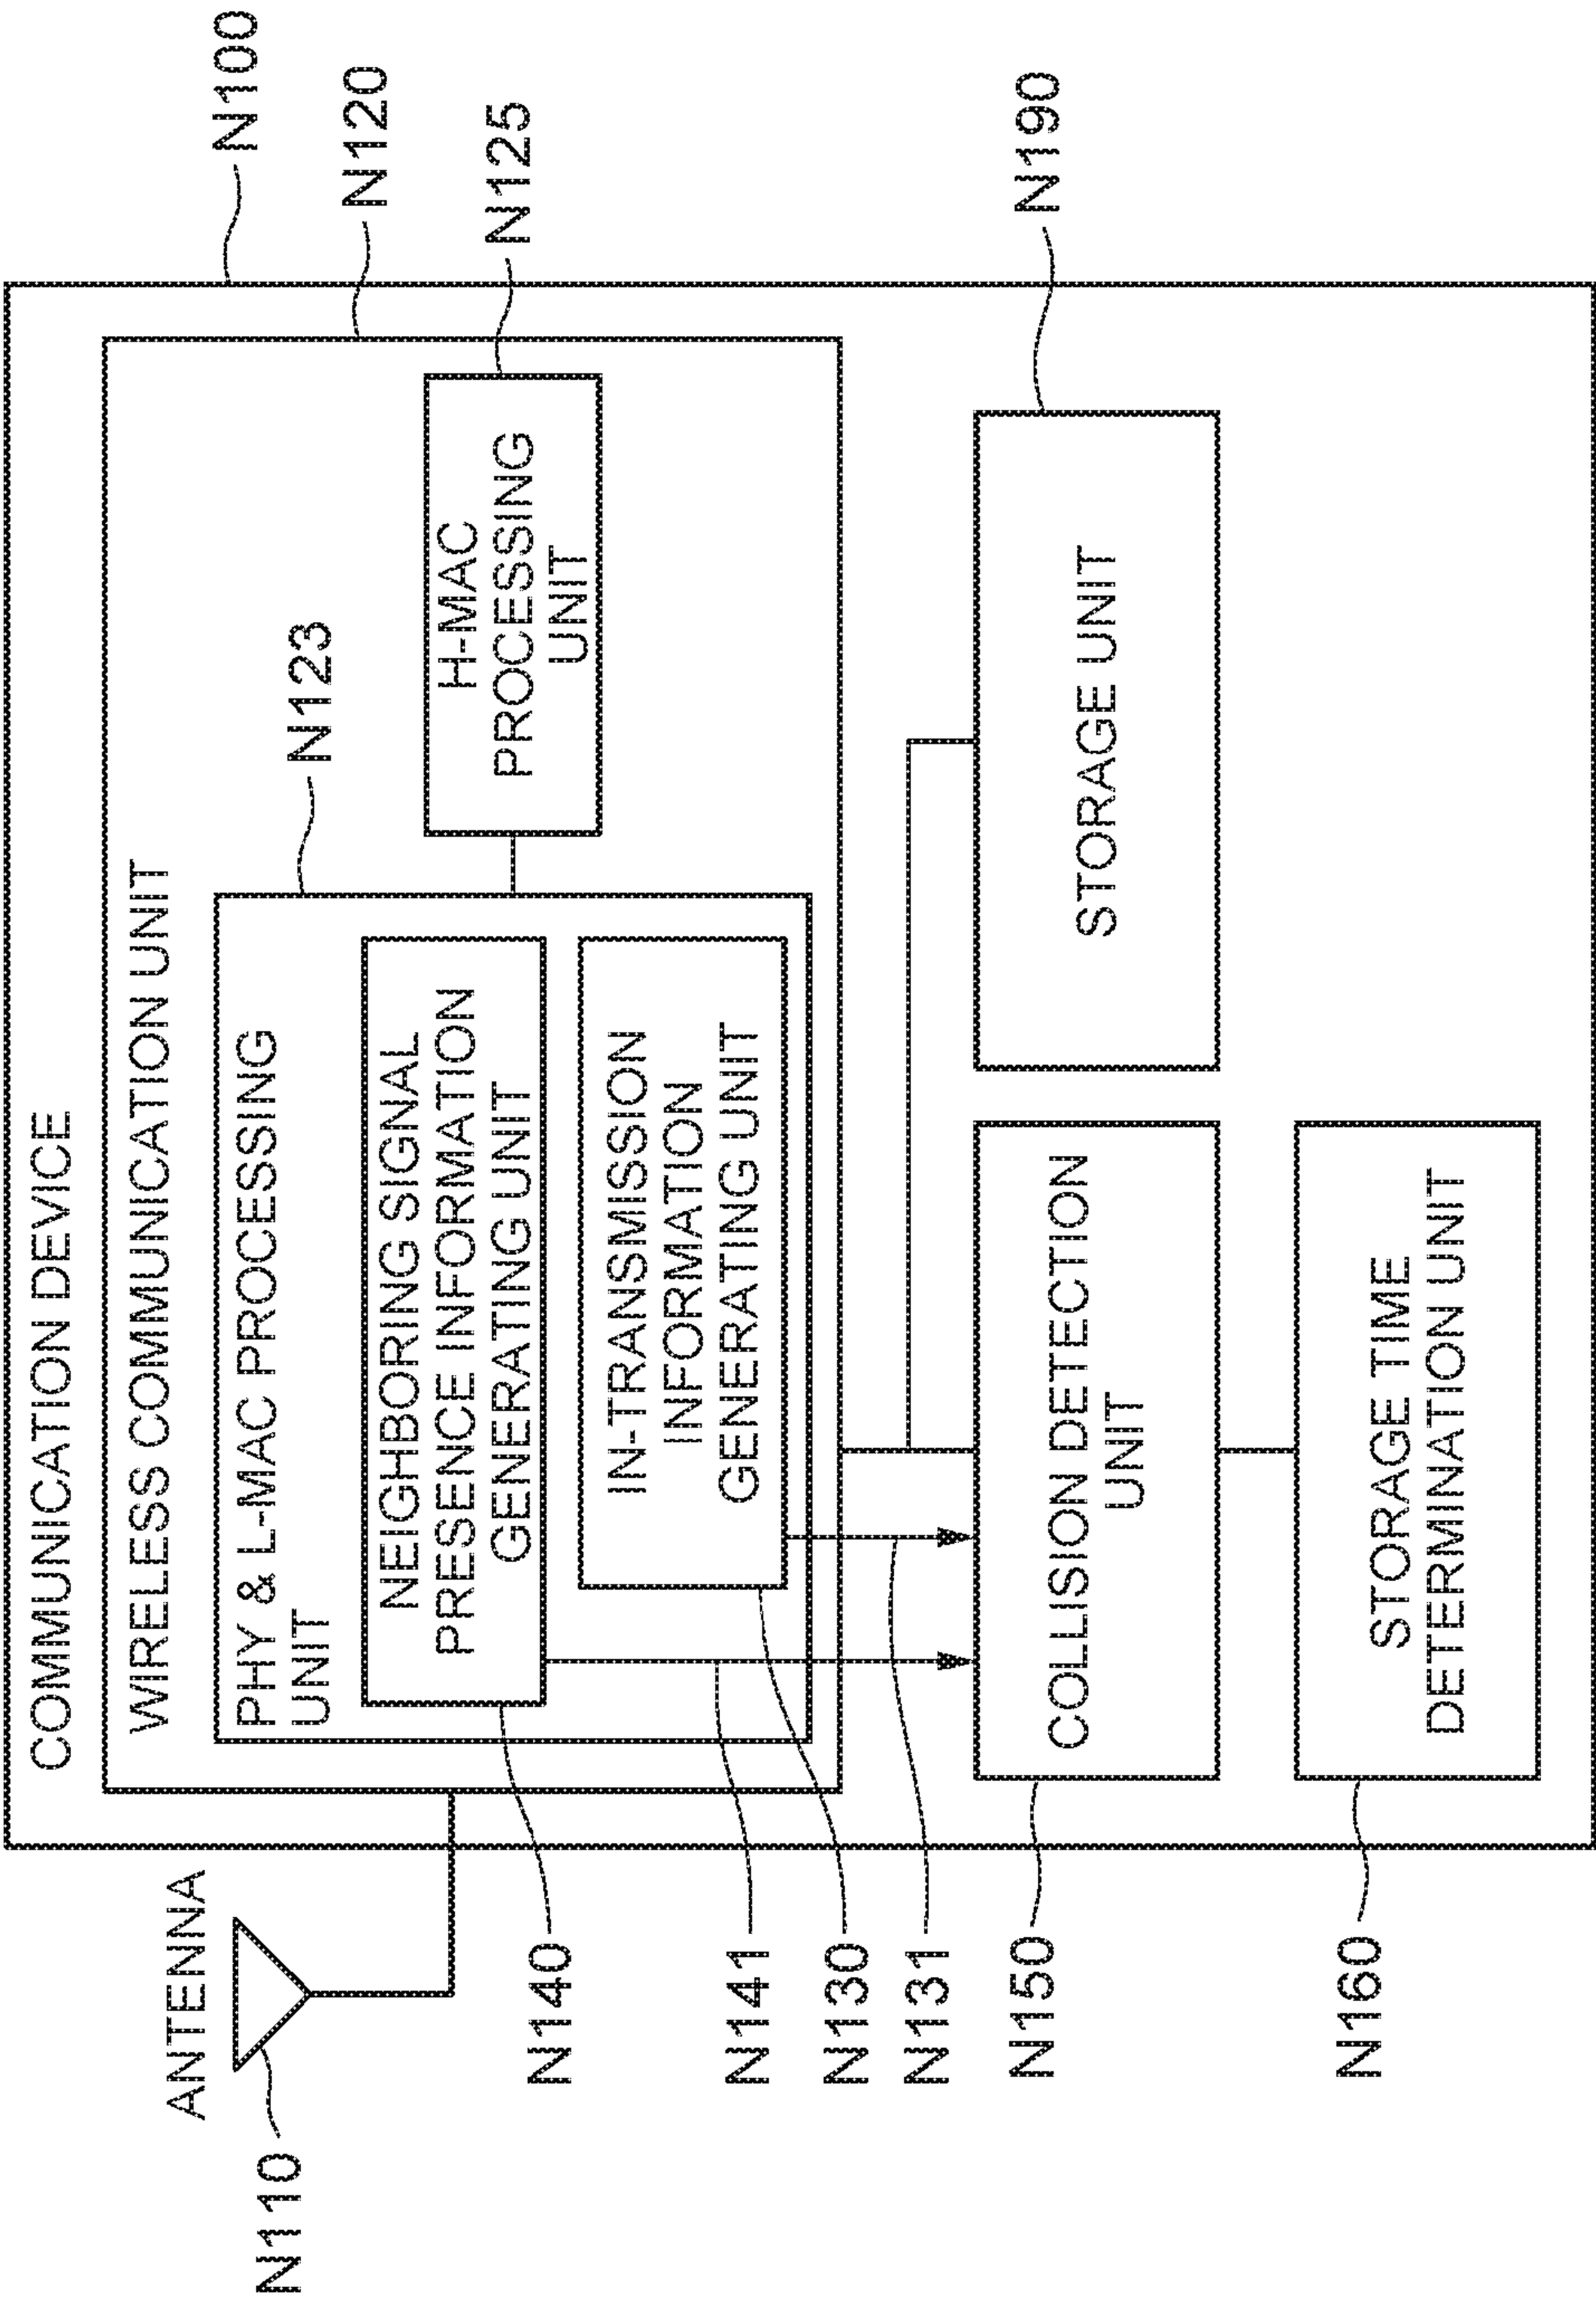 COMMUNICATION DEVICE
N100
ANTENNA
WIRELESS COMMUNICATION UNIT
N120
N110
PHY & L-MAC PROCESSING
UNIT
N123
NEIGHBORING SIGNAL
PRESENCE INFORMATION
GENERATING UNIT
H-MAC
PROCESSING
UNIT
N125
N140
IN-TRANSMISSION
INFORMATION
GENERATING UNIT
N141
N130
N131
N150
COLLISION DETECTION
UNIT
STORAGE UNIT
N190
N160
STORAGE TIME
DETERMINATION UNIT